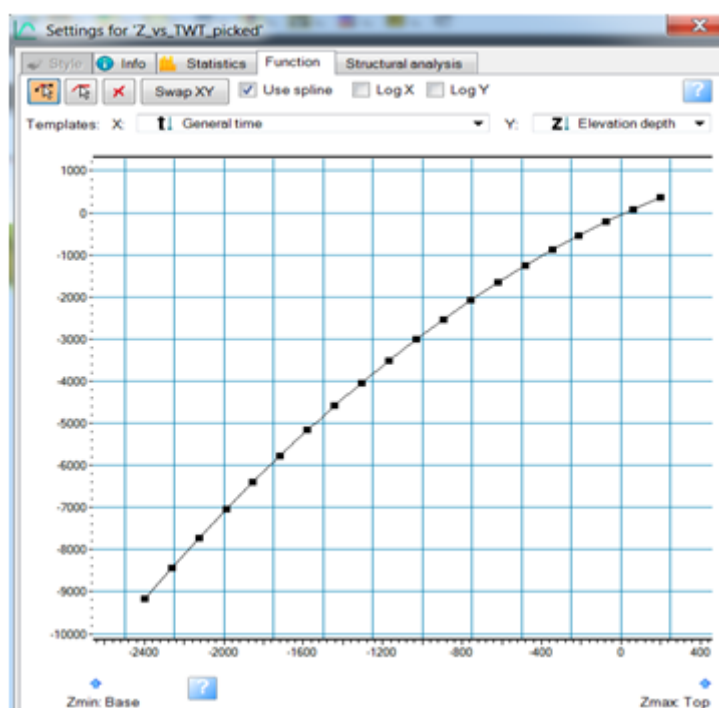 Settings for 'Z_vs_TWT_picked'
Style Info Statistics Function Structural analysis
Swap XY Use spline Log X Log Y ?
Templates: X: General time Y: Z Elevation depth
1000
0
-1000
-2000
-3000
-4000
-5000
-6000
-7000
-8000
-9000
-10000
-2400 -2000 -1600 -1200 -800 -400 0 400
?
Zmin: Base Zmax: Top